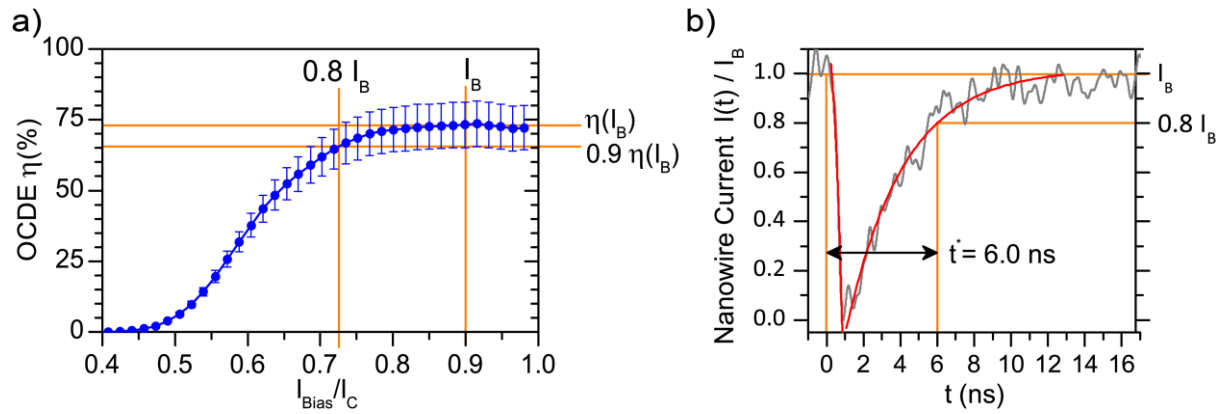 a)
100
75
50
25
0
OCDE η(%)
0.8 I_B
I_B
η(I_B)
0.9 η(I_B)
0.4 0.5 0.6 0.7 0.8 0.9 1.0
I_Bias/I_C
b)
1.0
0.8
0.6
0.4
0.2
0.0
Nanowire Current I(t) / I_B
I_B
0.8 I_B
t*= 6.0 ns
0 2 4 6 8 10 12 14 16
t (ns)